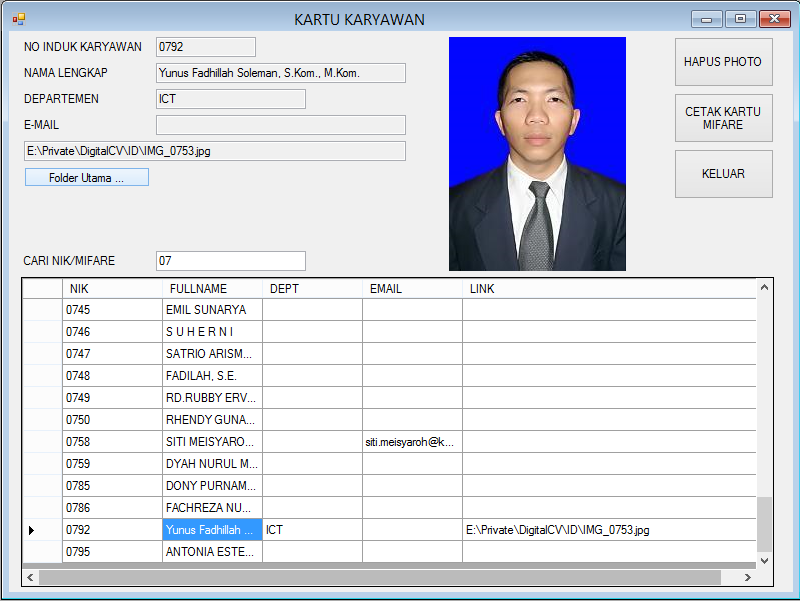 KARTU KARYAWAN
NO INDUK KARYAWAN 0792
NAMA LENGKAP Yunus Fadhillah Soleman, S.Kom., M.Kom.
DEPARTEMEN ICT
E-MAIL
E:\Private\DigitalCV\ID\IMG_0753.jpg
Folder Utama ...
HAPUS PHOTO
CETAK KARTU
MIFARE
KELUAR
CARI NIK/MIFARE 07
NIK FULLNAME DEPT EMAIL LINK
0745 EMIL SUNARYA
0746 S U H E R N I
0747 SATRIO ARISM...
0748 FADILAH, S.E.
0749 RD.RUBBY ERV...
0750 RHENDY GUNA...
0758 SITI MEISYARO... siti.meisyaroh@k...
0759 DYAH NURUL M...
0785 DONY PURNAM...
0786 FACHREZA NU...
0792 Yunus Fadhillah ... ICT E:\Private\DigitalCV\ID\IMG_0753.jpg
0795 ANTONIA ESTE...